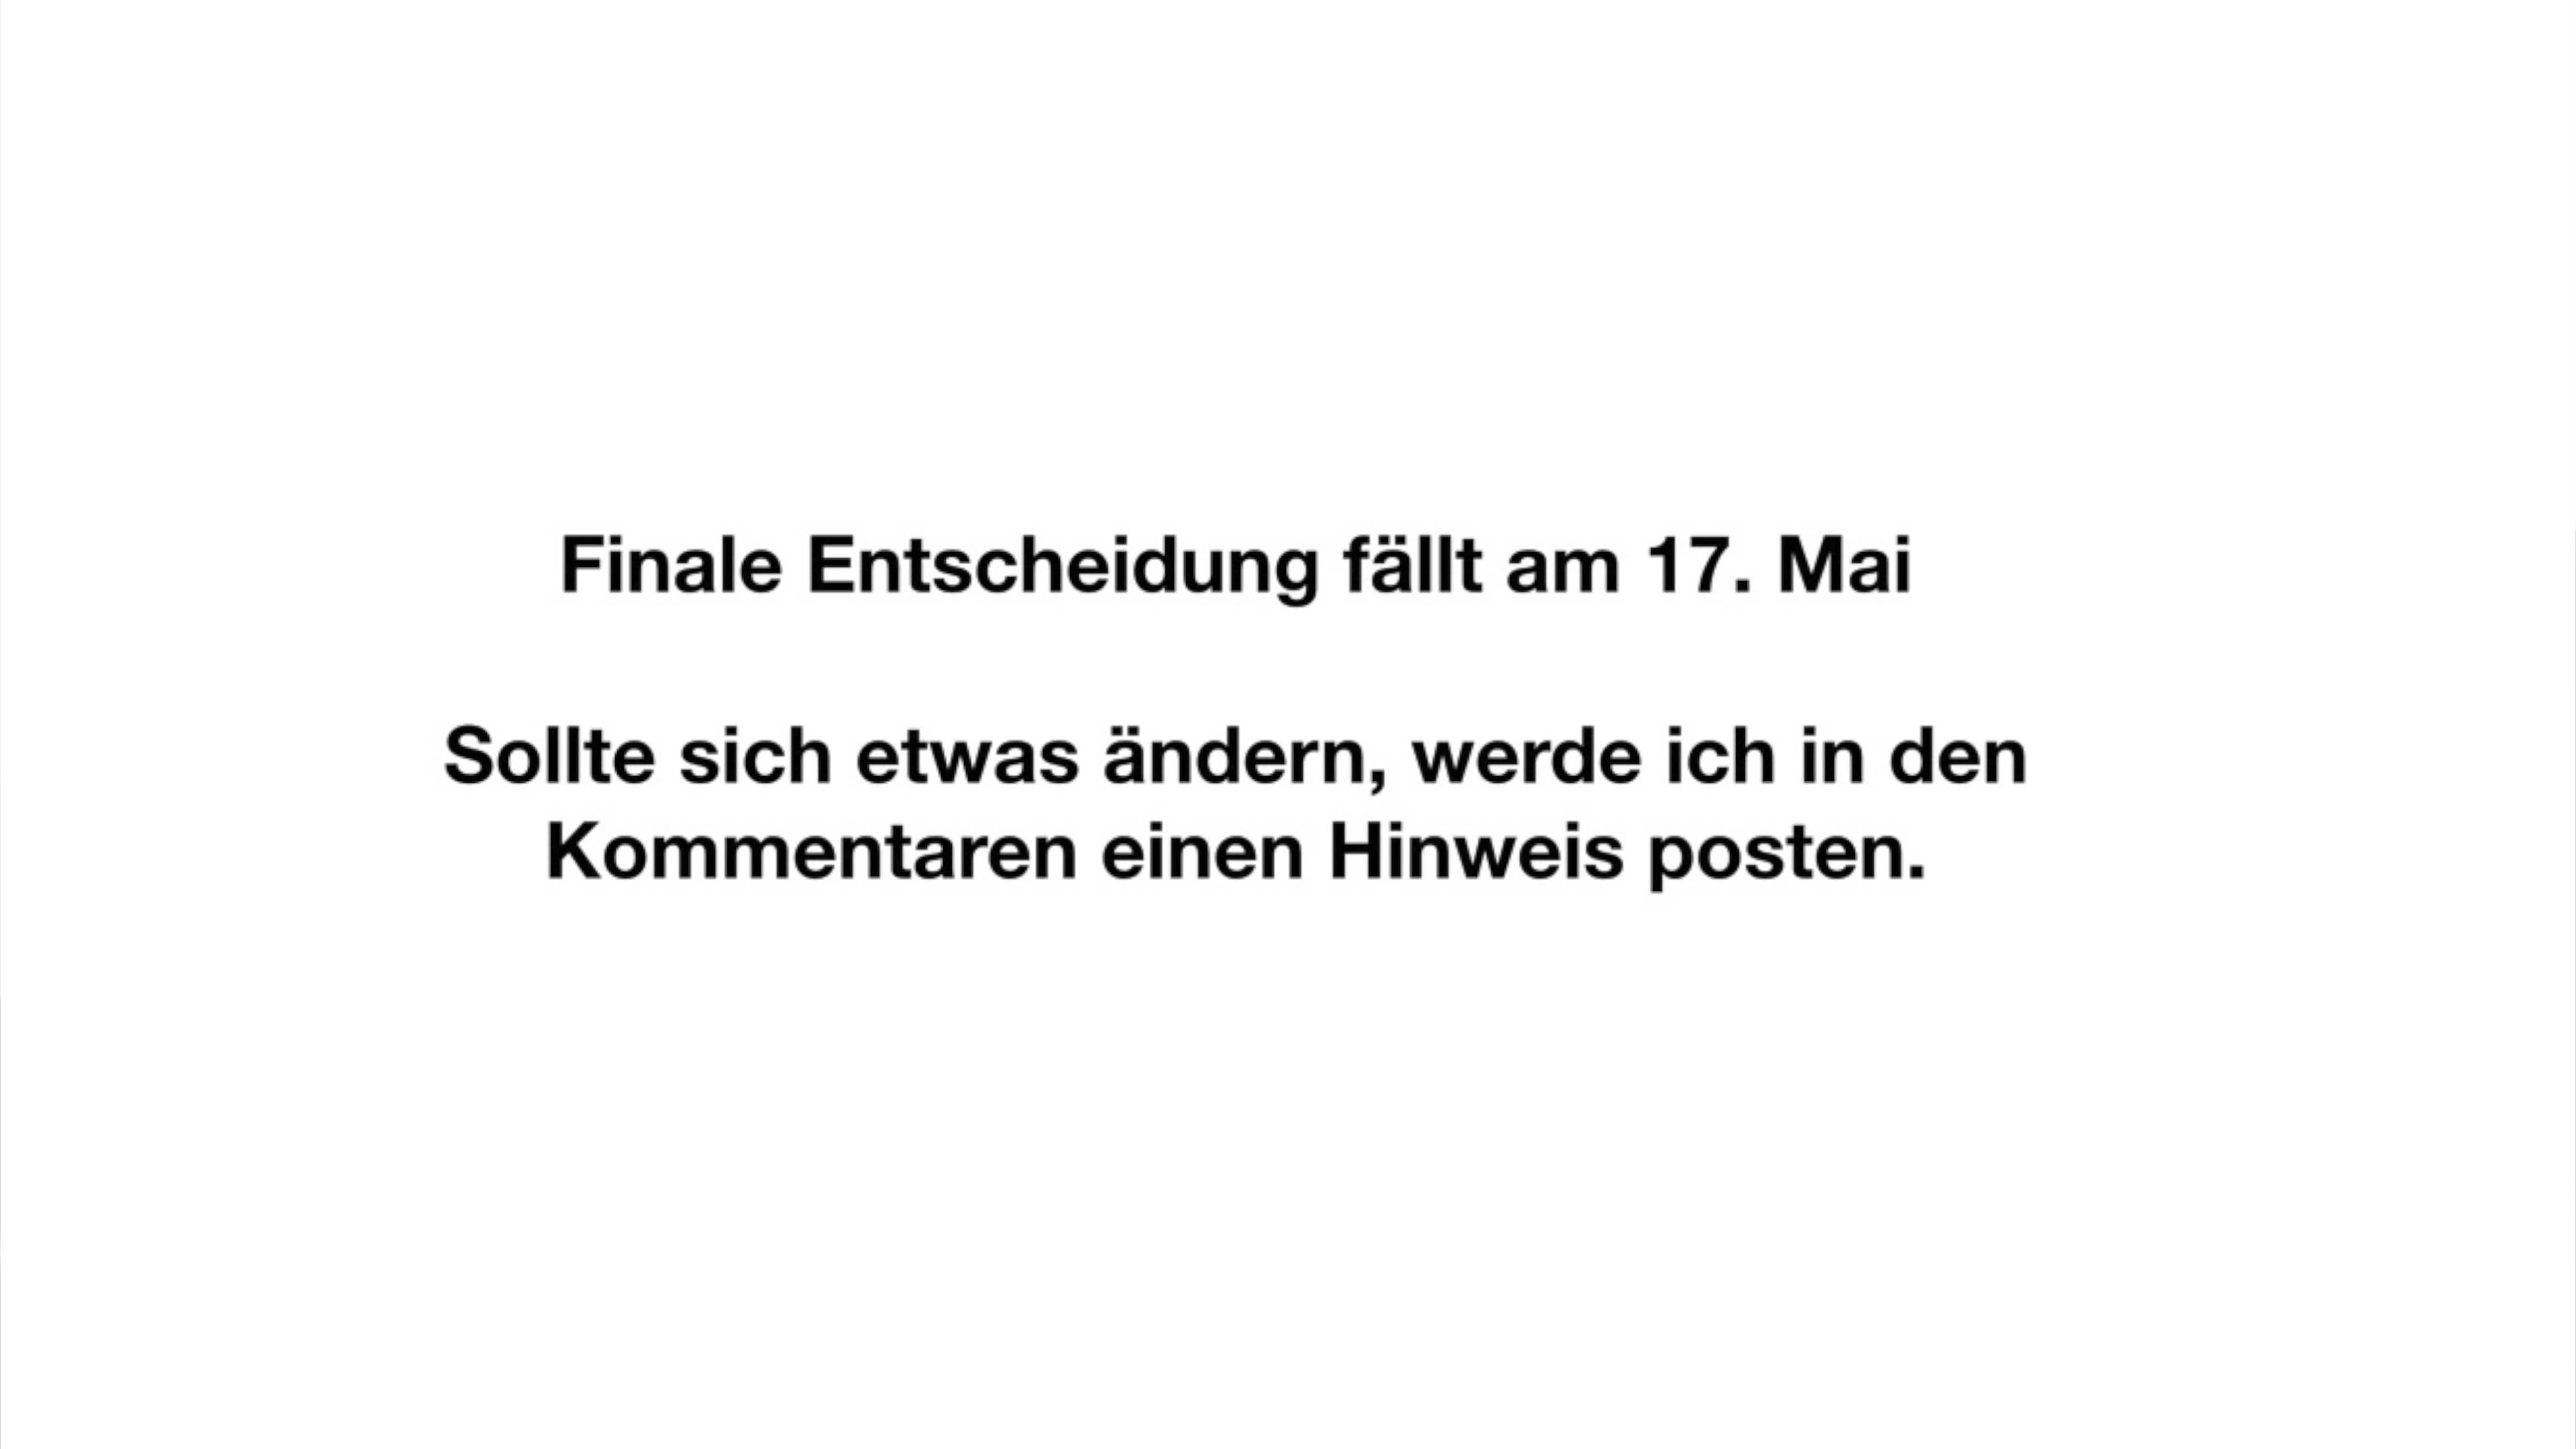 Finale Entscheidung fällt am 17. Mai
Sollte sich etwas ändern, werde ich in den
Kommentaren einen Hinweis posten.